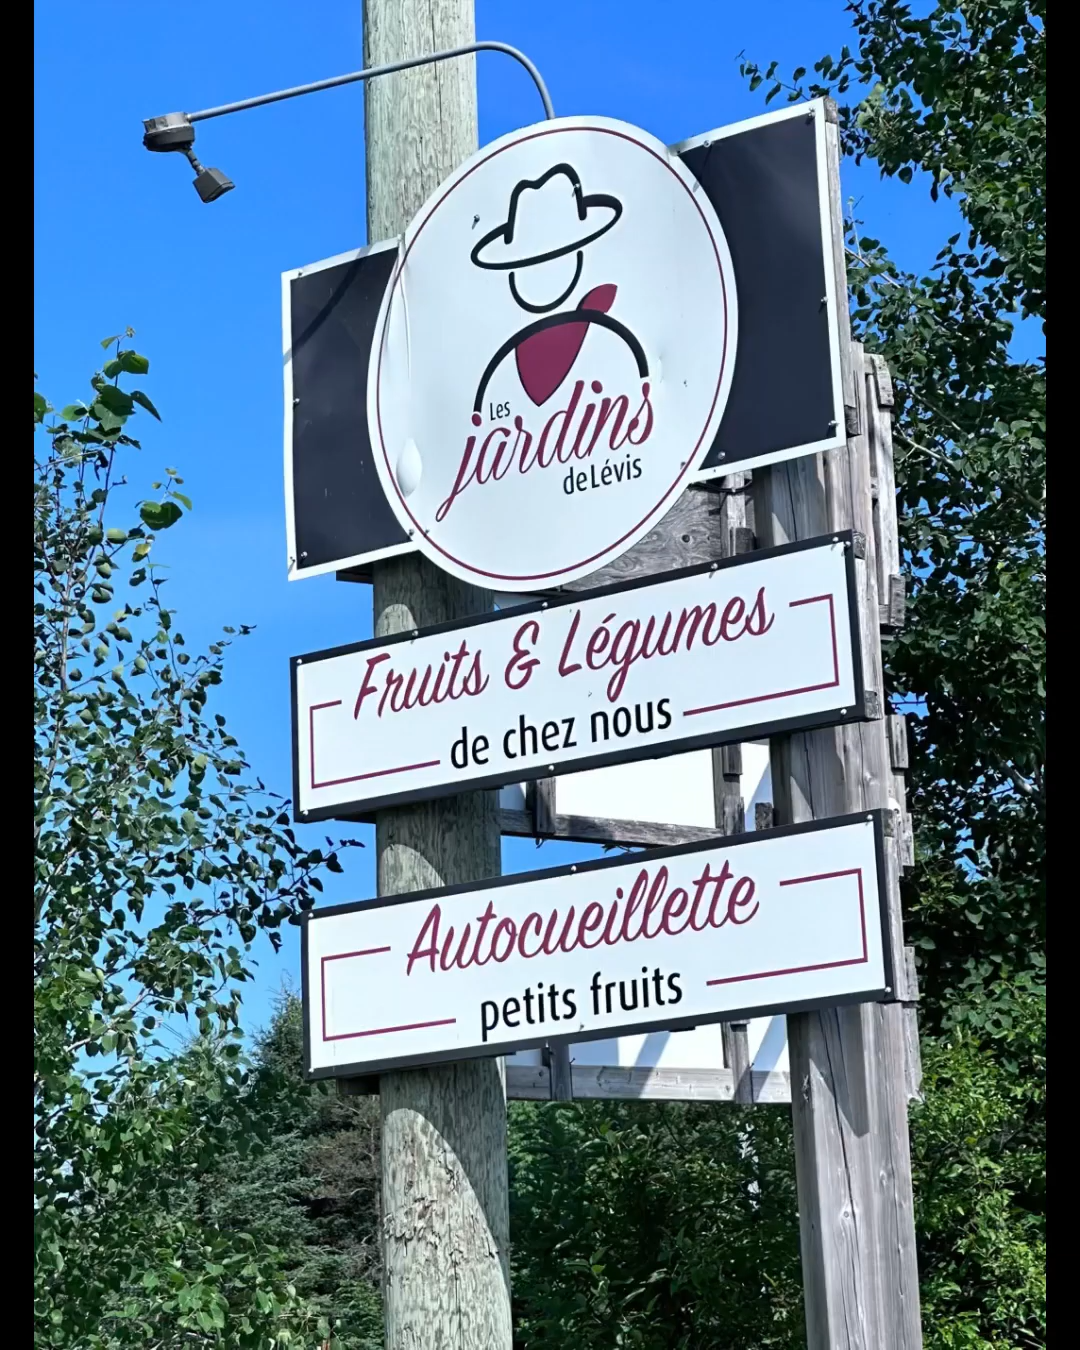 Les
jardins
de Lévis
Fruits & Légumes
de chez nous
Autocueillette
petits fruits